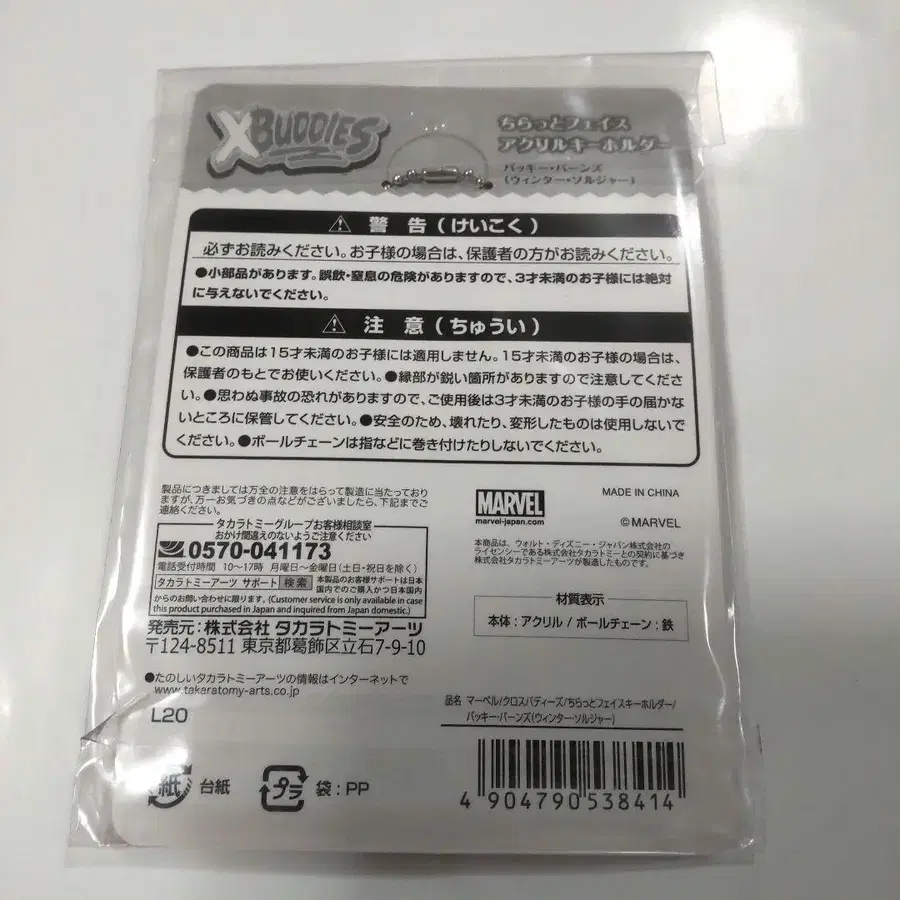 XBUDDIES
ちらっとフェイス
アクリルキーホルダー
バッキー・バーンズ
(ウィンター・ソルジャー)
⚠ 警告(けいこく)
必ずお読みください。お子様の場合は、保護者の方がお読みください。
●小部品があります。誤飲・窒息の危険がありますので、3才未満のお子様には絶対
に与えないでください。
⚠ 注意(ちゅうい)
●この商品は15才未満のお子様には適用しません。15才未満のお子様の場合は、
保護者のもとでお使いください。●縁部が鋭い箇所がありますので注意してくださ
い。●思わぬ事故の恐れがありますので、ご使用後は3才未満のお子様の手の届かな
いところに保管してください。●安全のため、壊れたり、変形したものは使用しないで
ください。●ボールチェーンは指などに巻き付けたりしないでください。
製品につきましては万全の注意をはらって製造に当たっており
ますが、万一お気づきの点などがございましたら、下記までご
連絡ください。
タカラトミーグループお客様相談室
おかけ間違えのないようご注意ください
0570-041173
電話受付時間 10〜17時 月曜日〜金曜日(土・日・祝日を除く)
タカラトミーアーツ サポート 検索 本製品のお客様サポートは日本
国内でのご購入かつ日本国内
からのお問い合わせに限ります。(Customer service is only available in case
this product purchased in Japan and inquired from Japan domestic.)
発売元:株式会社 タカラトミーアーツ
〒124-8511 東京都葛飾区立石7-9-10
●たのしいタカラトミーアーツの情報はインターネットで
www.takaratomy-arts.co.jp
L20
紙 台紙
プラ 袋:PP
MARVEL
marvel-japan.com
MADE IN CHINA
©MARVEL
本商品は、ウォルト・ディズニー・ジャパン株式会社の
ライセンシーである株式会社タカラトミーとの契約に基づき
株式会社タカラトミーアーツが製造したものです。
材質表示
本体:アクリル / ボールチェーン:鉄
品名 マーベル/クロスバディーズ/ちらっとフェイスキーホルダー/
バッキー・バーンズ(ウィンター・ソルジャー)
4 904790 538414